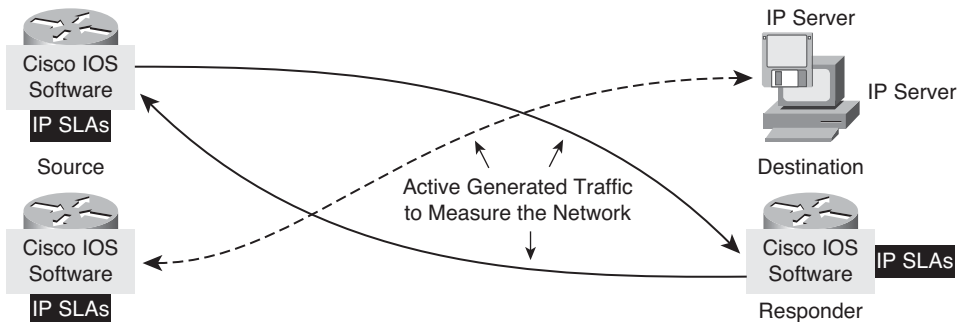 Cisco IOS
Software
IP SLAs
Source
Cisco IOS
Software
IP SLAs
Active Generated Traffic
to Measure the Network
IP Server
IP Server
Destination
Cisco IOS
Software
IP SLAs
Responder